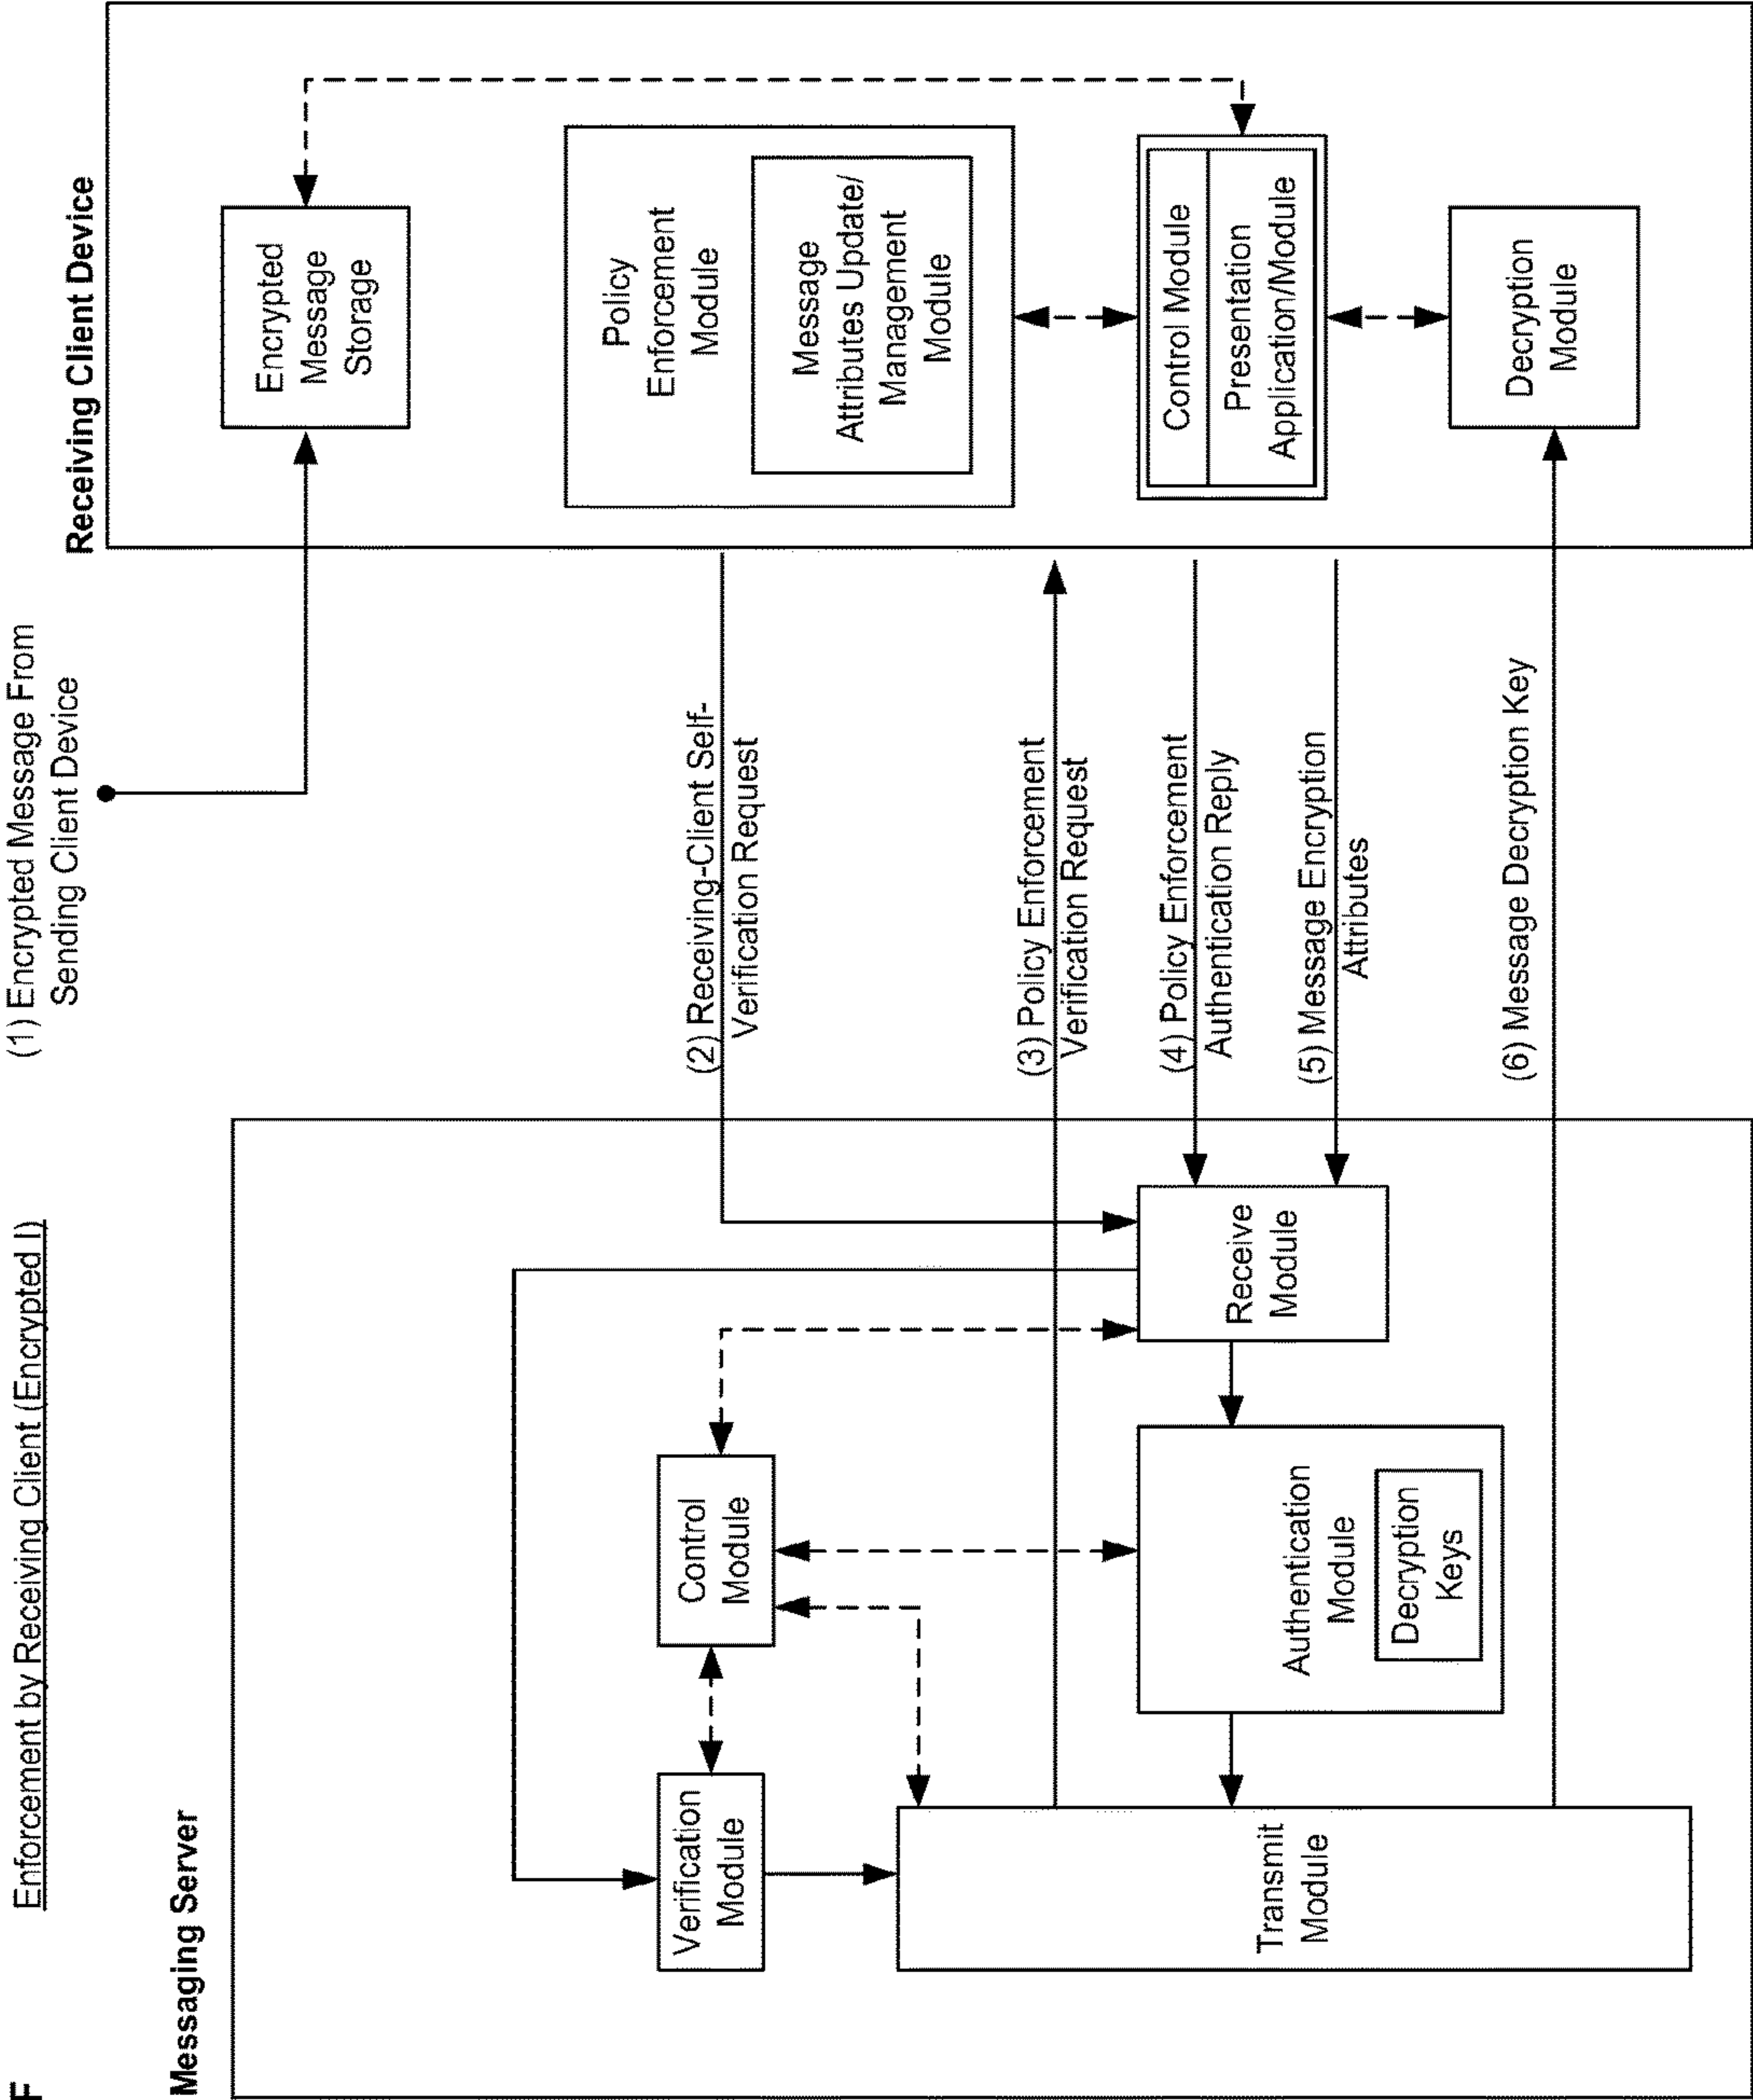 F
Enforcement by Receiving Client (Encrypted I)
Messaging Server
Verification
Module
Control
Module
Transmit
Module
Authentication
Module
Decryption
Keys
Receive
Module
(1) Encrypted Message From
Sending Client Device
(2) Receiving-Client Self-
Verification Request
(3) Policy Enforcement
Verification Request
(4) Policy Enforcement
Authentication Reply
(5) Message Encryption
Attributes
(6) Message Decryption Key
Receiving Client Device
Encrypted
Message
Storage
Policy
Enforcement
Module
Message
Attributes Update/
Management
Module
Control Module
Presentation
Application/Module
Decryption
Module